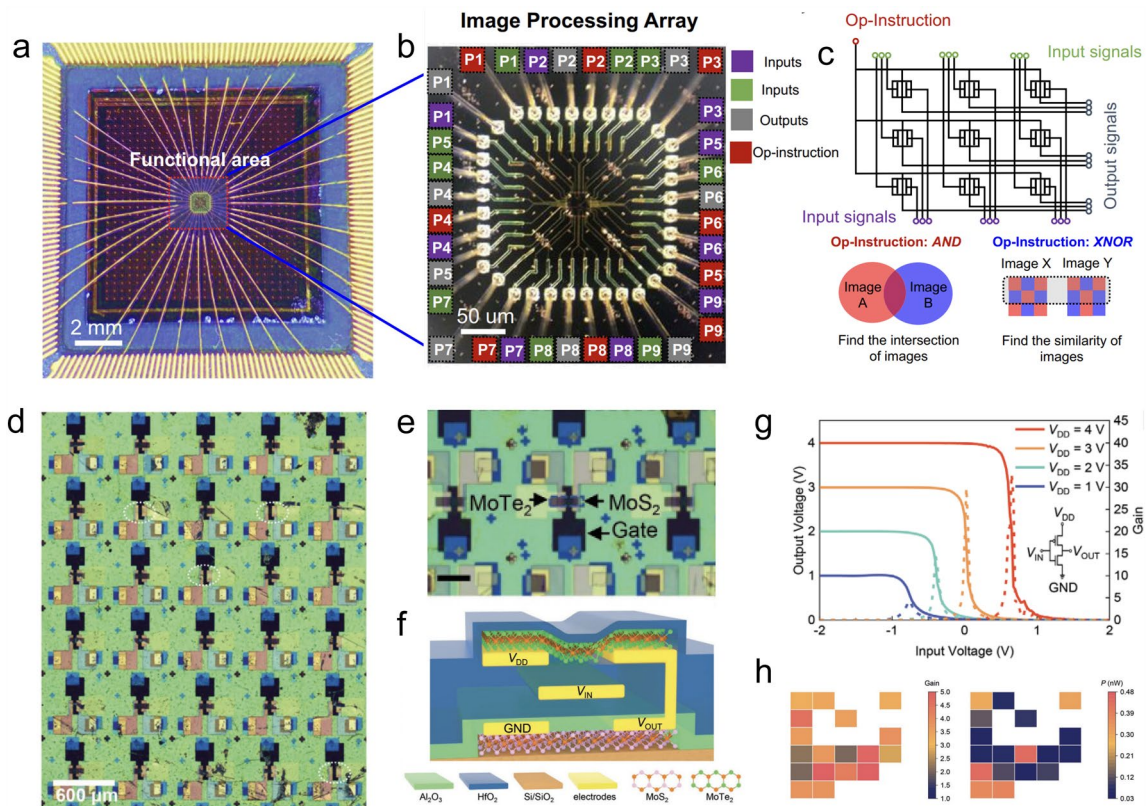 a
Functional area
2 mm
b
Image Processing Array
P1 P1 P2 P2 P2 P2 P3 P3 P3
P1
P1
P5
P4
P4
P4
P4
P5
P7
P7
P3
P5
P6
P6
P6
P6
P5
P9
P9
P7 P7 P8 P8 P8 P8 P9 P9
50 um
Inputs
Inputs
Outputs
Op-instruction
c
Op-Instruction
Input signals
Output signals
Input signals
Op-Instruction: AND
Image A
Image B
Find the intersection
of images
Op-Instruction: XNOR
Image X Image Y
Find the similarity of
images
d
600 μm
e
MoTe2
MoS2
Gate
f
VDD
VIN
GND
VOUT
Al2O3
HfO2
Si/SiO2
electrodes
MoS2
MoTe2
g
Output Voltage (V)
5
4
3
2
1
0
-2 -1 0 1 2
Input Voltage (V)
45
40
35
30
25
20
15
10
5
0
Gain
VDD = 4 V
VDD = 3 V
VDD = 2 V
VDD = 1 V
VDD
VIN
VOUT
GND
h
Gain
5.0
4.5
4.0
3.5
3.0
2.5
2.0
1.5
1.0
P (nW)
0.48
0.39
0.30
0.21
0.12
0.03